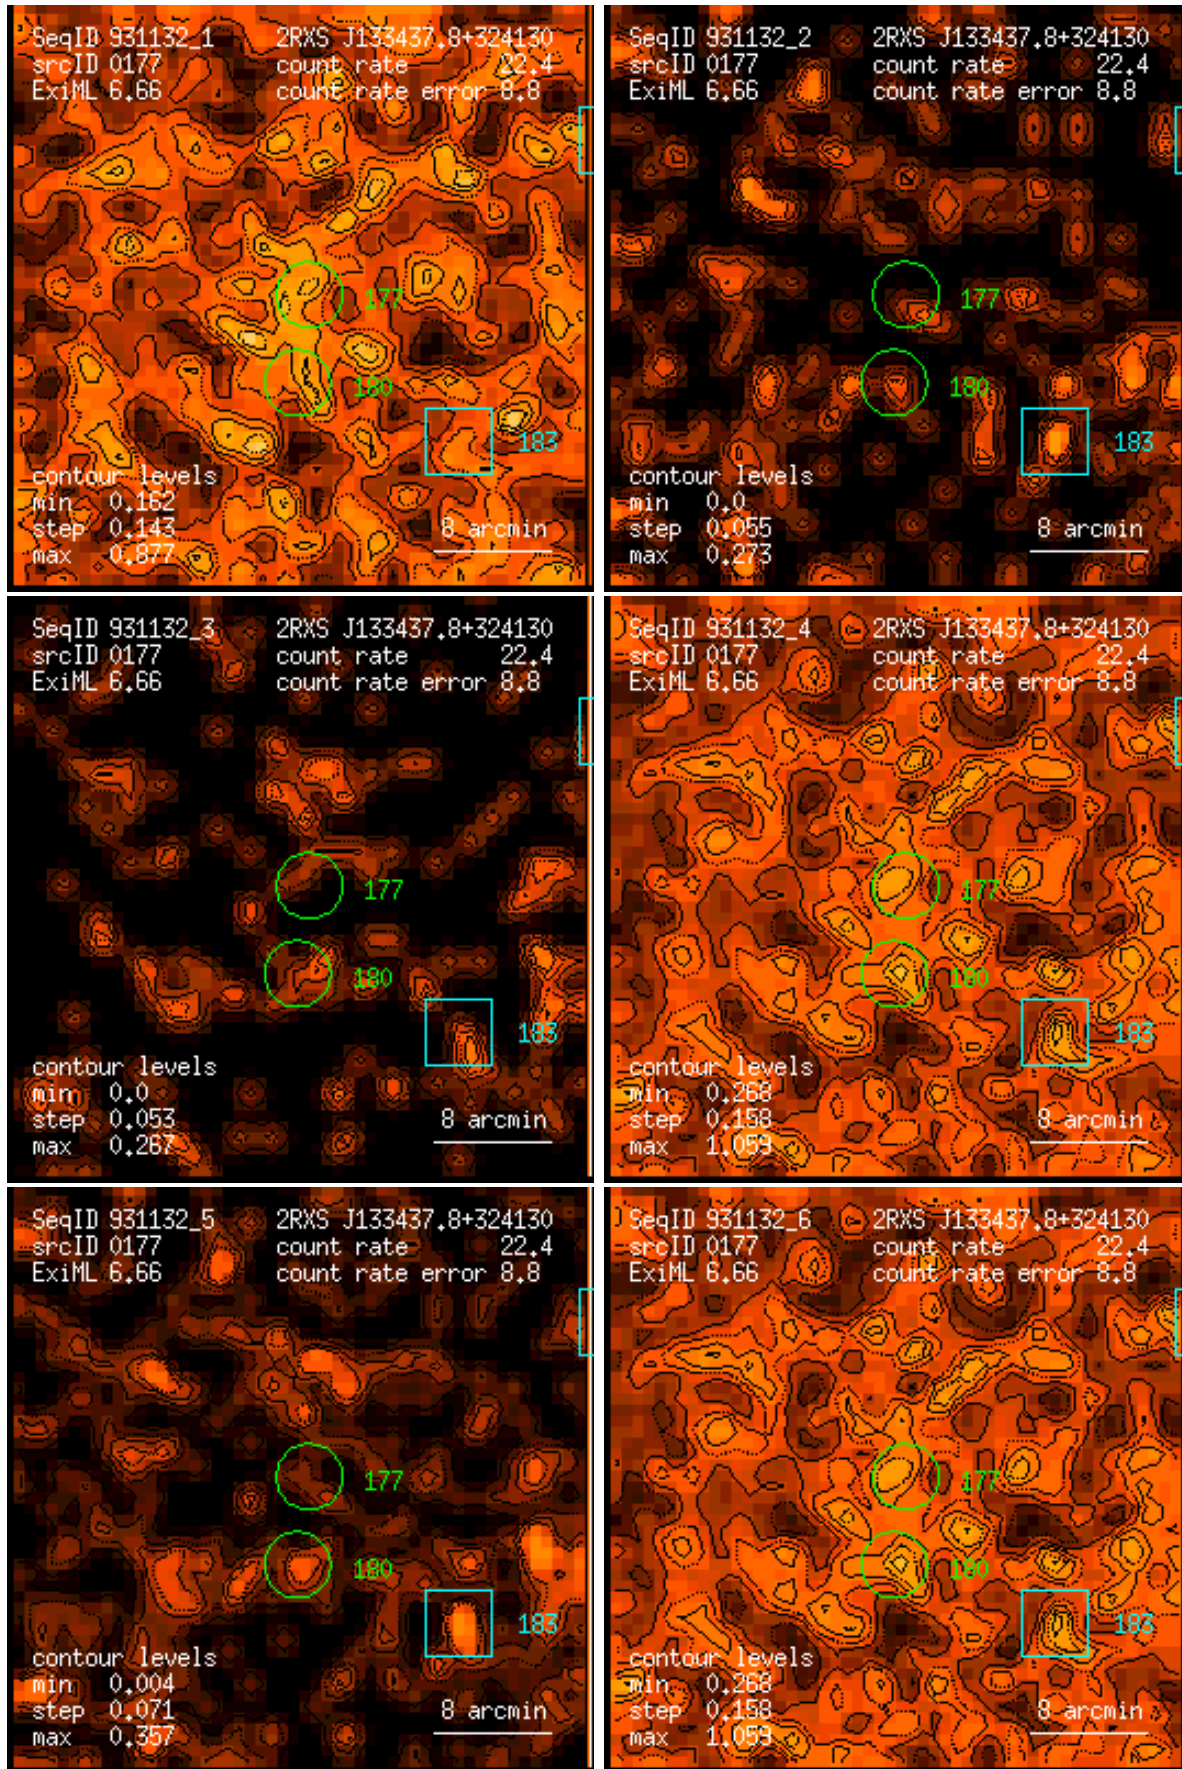 SeqID 931132_1 2RXS J133437.8+324130
srcID 0177 count rate 22.4
ExiML 6.66 count rate error 8.8
177
180
183
contour levels
min 0.162
step 0.143 8 arcmin
max 0.877
SeqID 931132_2 2RXS J133437.8+324130
srcID 0177 count rate 22.4
ExiML 6.66 count rate error 8.8
177
180
183
contour levels
min 0.0
step 0.055 8 arcmin
max 0.273
SeqID 931132_3 2RXS J133437.8+324130
srcID 0177 count rate 22.4
ExiML 6.66 count rate error 8.8
177
180
183
contour levels
min 0.0
step 0.053 8 arcmin
max 0.267
SeqID 931132_4 2RXS J133437.8+324130
srcID 0177 count rate 22.4
ExiML 6.66 count rate error 8.8
177
180
183
contour levels
min 0.268
step 0.158 8 arcmin
max 1.059
SeqID 931132_5 2RXS J133437.8+324130
srcID 0177 count rate 22.4
ExiML 6.66 count rate error 8.8
177
180
183
contour levels
min 0.004
step 0.071 8 arcmin
max 0.357
SeqID 931132_6 2RXS J133437.8+324130
srcID 0177 count rate 22.4
ExiML 6.66 count rate error 8.8
177
180
183
contour levels
min 0.268
step 0.158 8 arcmin
max 1.059